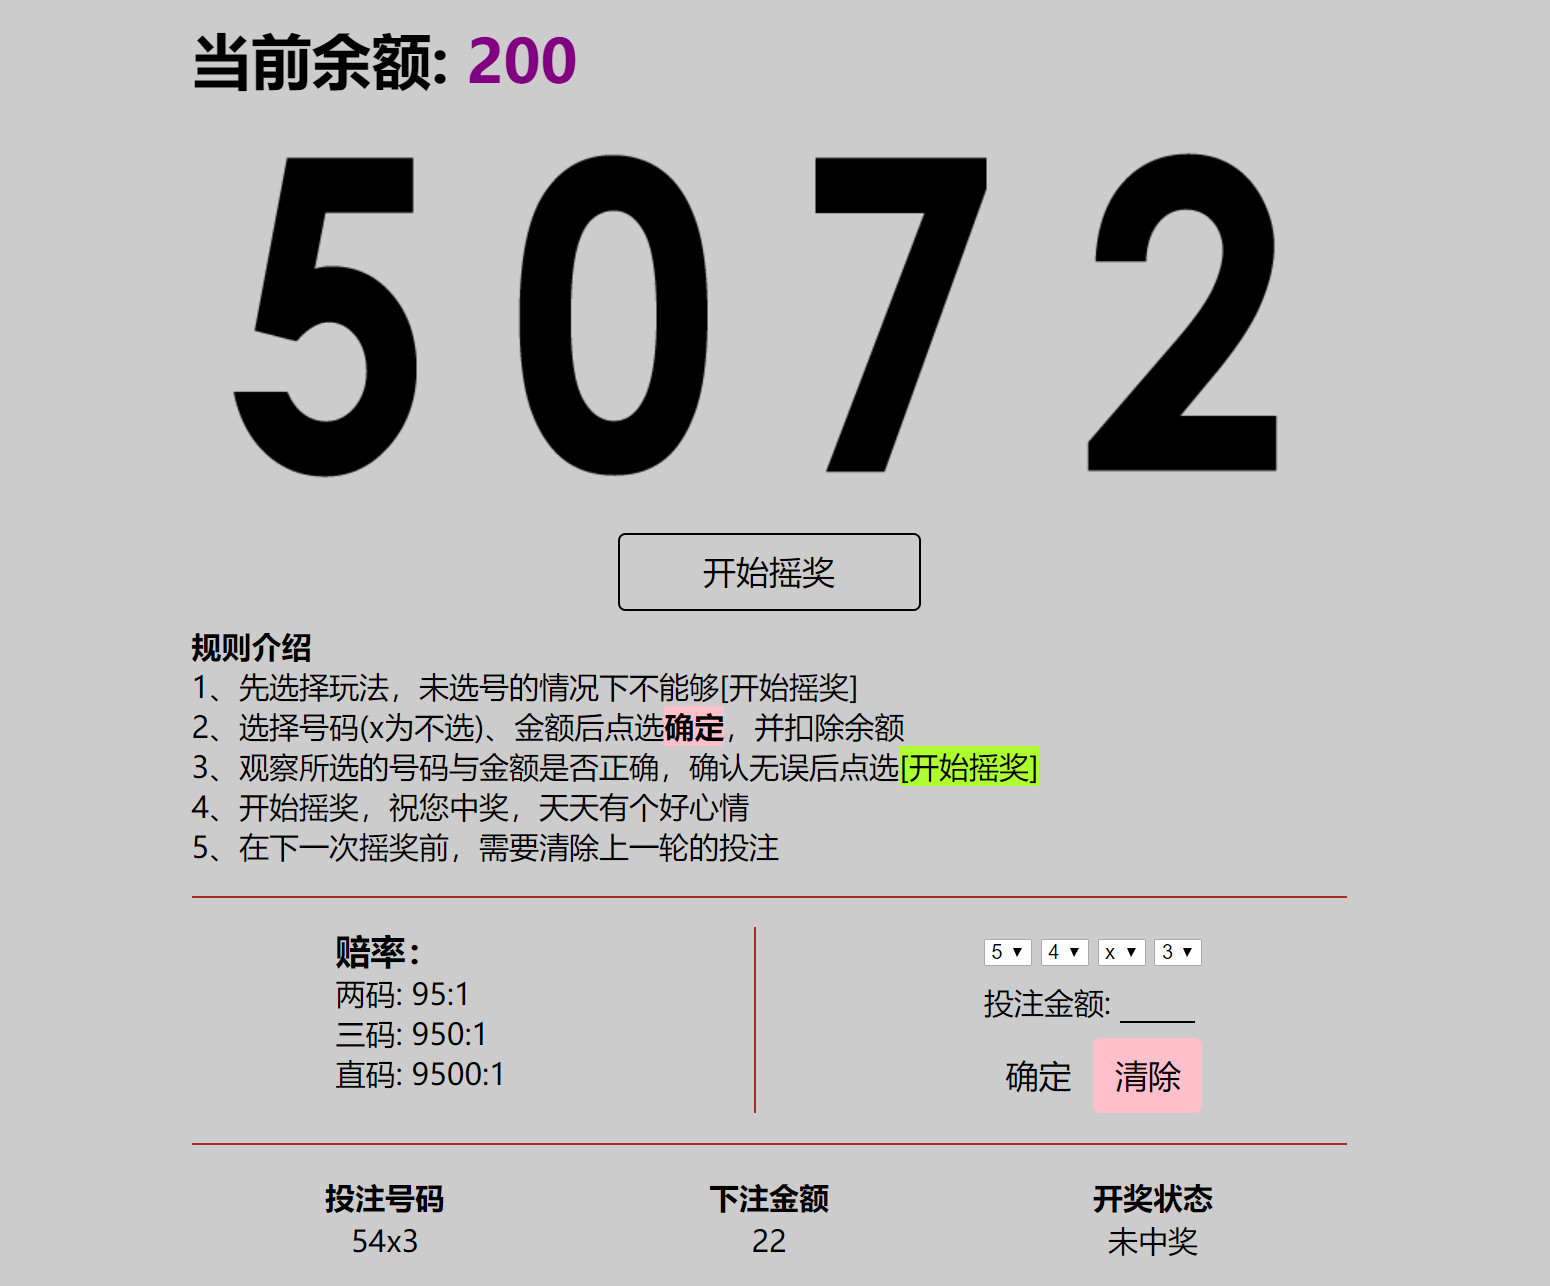 当前余额: 200
5072
开始摇奖
规则介绍
1、先选择玩法，未选号的情况下不能够[开始摇奖]
2、选择号码(x为不选)、金额后点选确定，并扣除余额
3、观察所选的号码与金额是否正确，确认无误后点选[开始摇奖]
4、开始摇奖，祝您中奖，天天有个好心情
5、在下一次摇奖前，需要清除上一轮的投注
赔率：
两码: 95:1
三码: 950:1
直码: 9500:1
5 4 x 3
投注金额:
确定 清除
投注号码 下注金额 开奖状态
54x3 22 未中奖